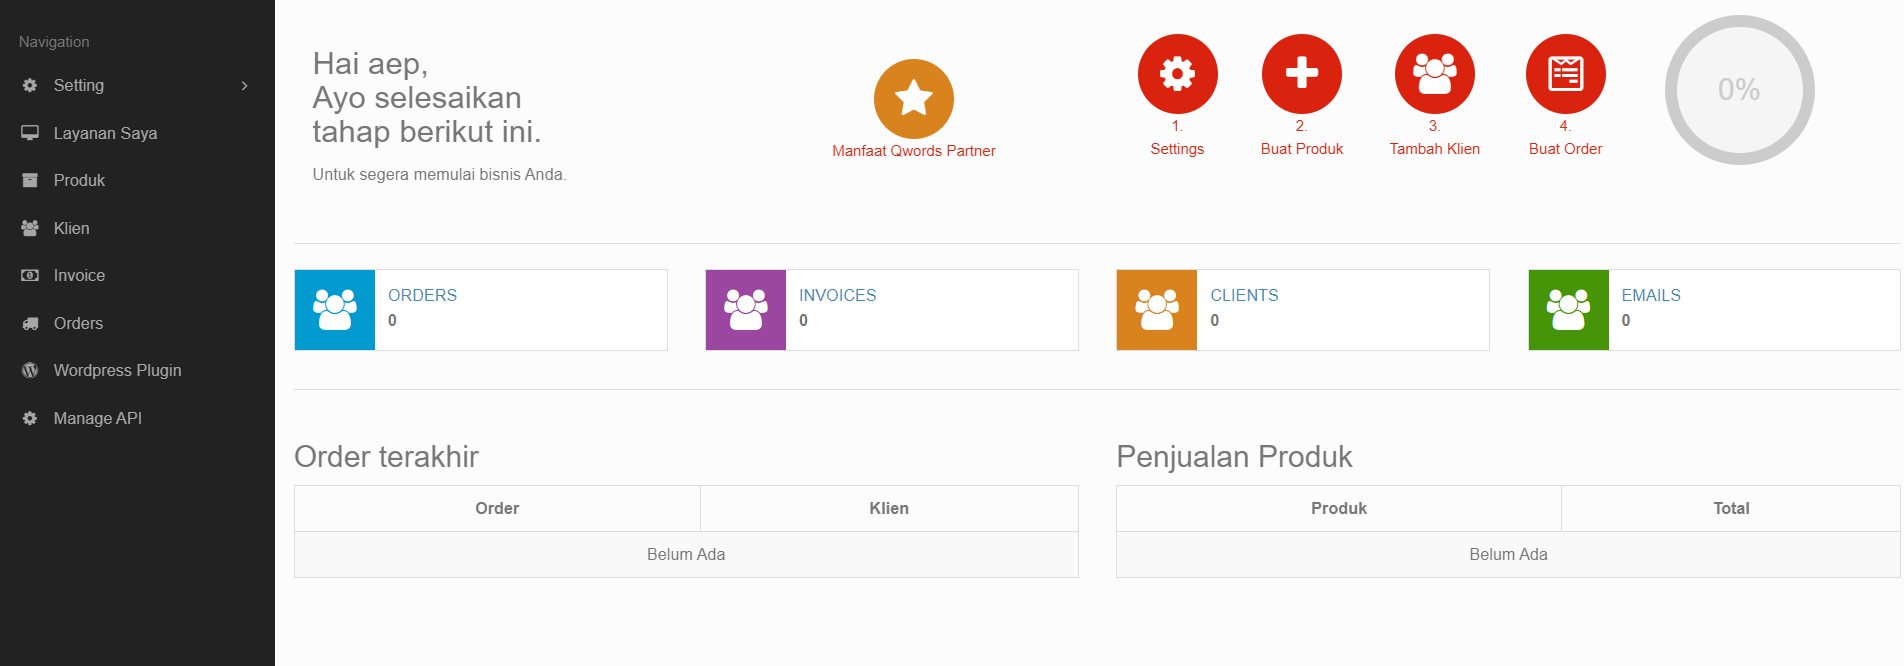 Navigation
Setting
Layanan Saya
Produk
Klien
Invoice
Orders
Wordpress Plugin
Manage API
Hai aep,
Ayo selesaikan
tahap berikut ini.
Untuk segera memulai bisnis Anda.
Manfaat Qwords Partner
1.
Settings
2.
Buat Produk
3.
Tambah Klien
4.
Buat Order
0%
ORDERS
0
INVOICES
0
CLIENTS
0
EMAILS
0
Order terakhir
Order Klien
Belum Ada
Penjualan Produk
Produk Total
Belum Ada